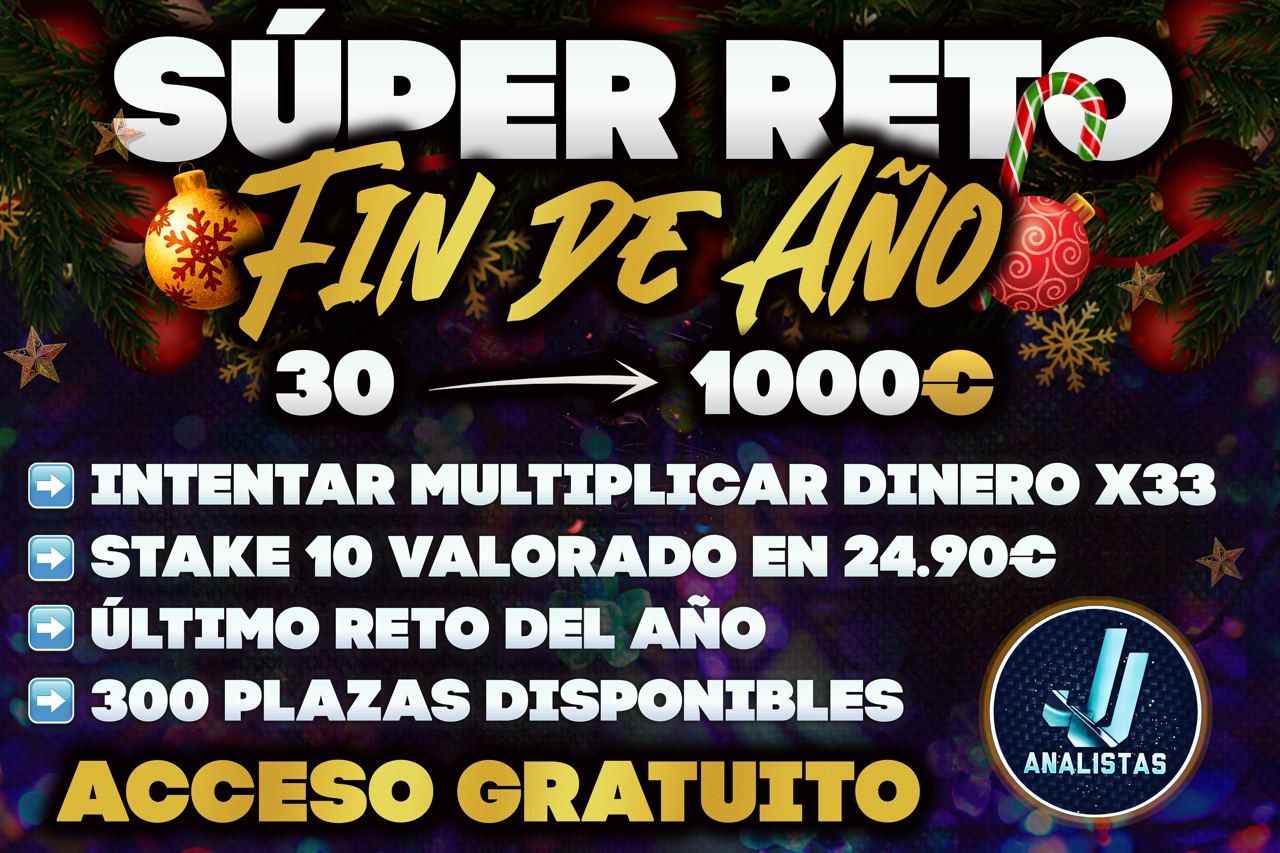 SÚPER RETO
FIN DE AÑO
30 → 1000€
➡️ INTENTAR MULTIPLICAR DINERO X33
➡️ STAKE 10 VALORADO EN 24.90€
➡️ ÚLTIMO RETO DEL AÑO
➡️ 300 PLAZAS DISPONIBLES
ACCESO GRATUITO
JJ
ANALISTAS